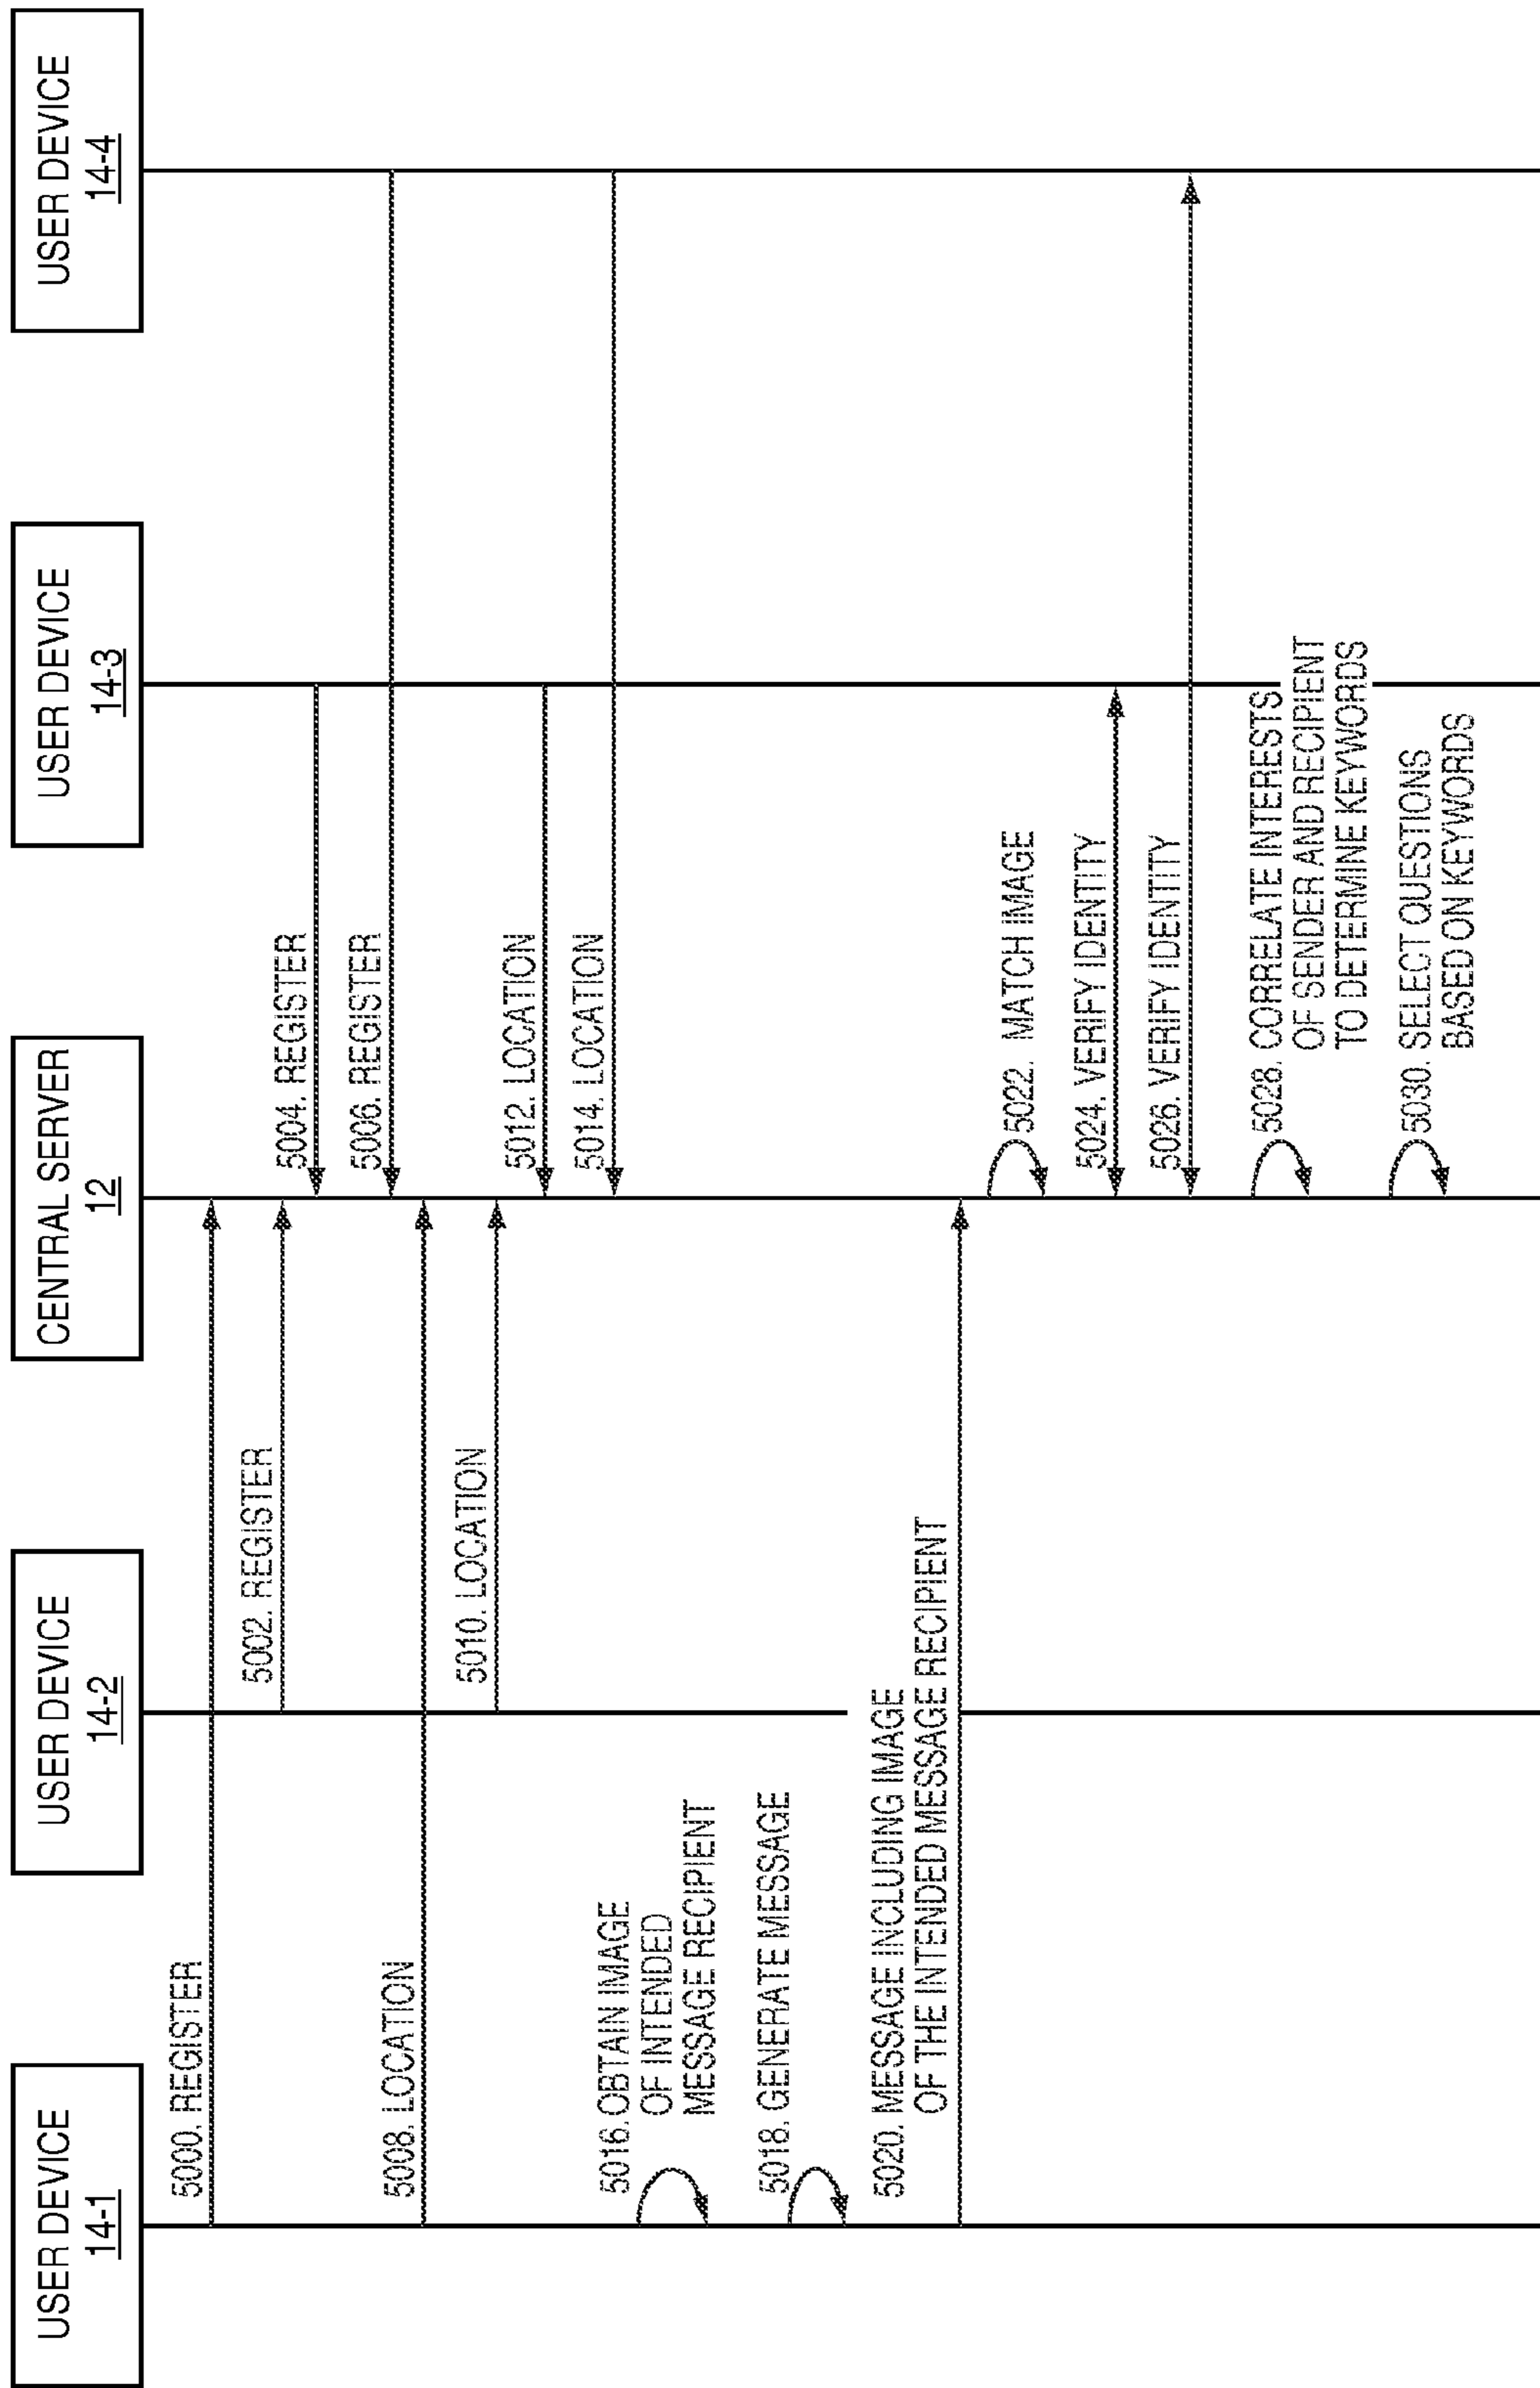 USER DEVICE
14-1
USER DEVICE
14-2
CENTRAL SERVER
12
USER DEVICE
14-3
USER DEVICE
14-4
5000. REGISTER
5002. REGISTER
5004. REGISTER
5006. REGISTER
5008. LOCATION
5010. LOCATION
5012. LOCATION
5014. LOCATION
5016. OBTAIN IMAGE
OF INTENDED
MESSAGE RECIPIENT
5018. GENERATE MESSAGE
5020. MESSAGE INCLUDING IMAGE
OF THE INTENDED MESSAGE RECIPIENT
5022. MATCH IMAGE
5024. VERIFY IDENTITY
5026. VERIFY IDENTITY
5028. CORRELATE INTERESTS
OF SENDER AND RECIPIENT
TO DETERMINE KEYWORDS
5030. SELECT QUESTIONS
BASED ON KEYWORDS